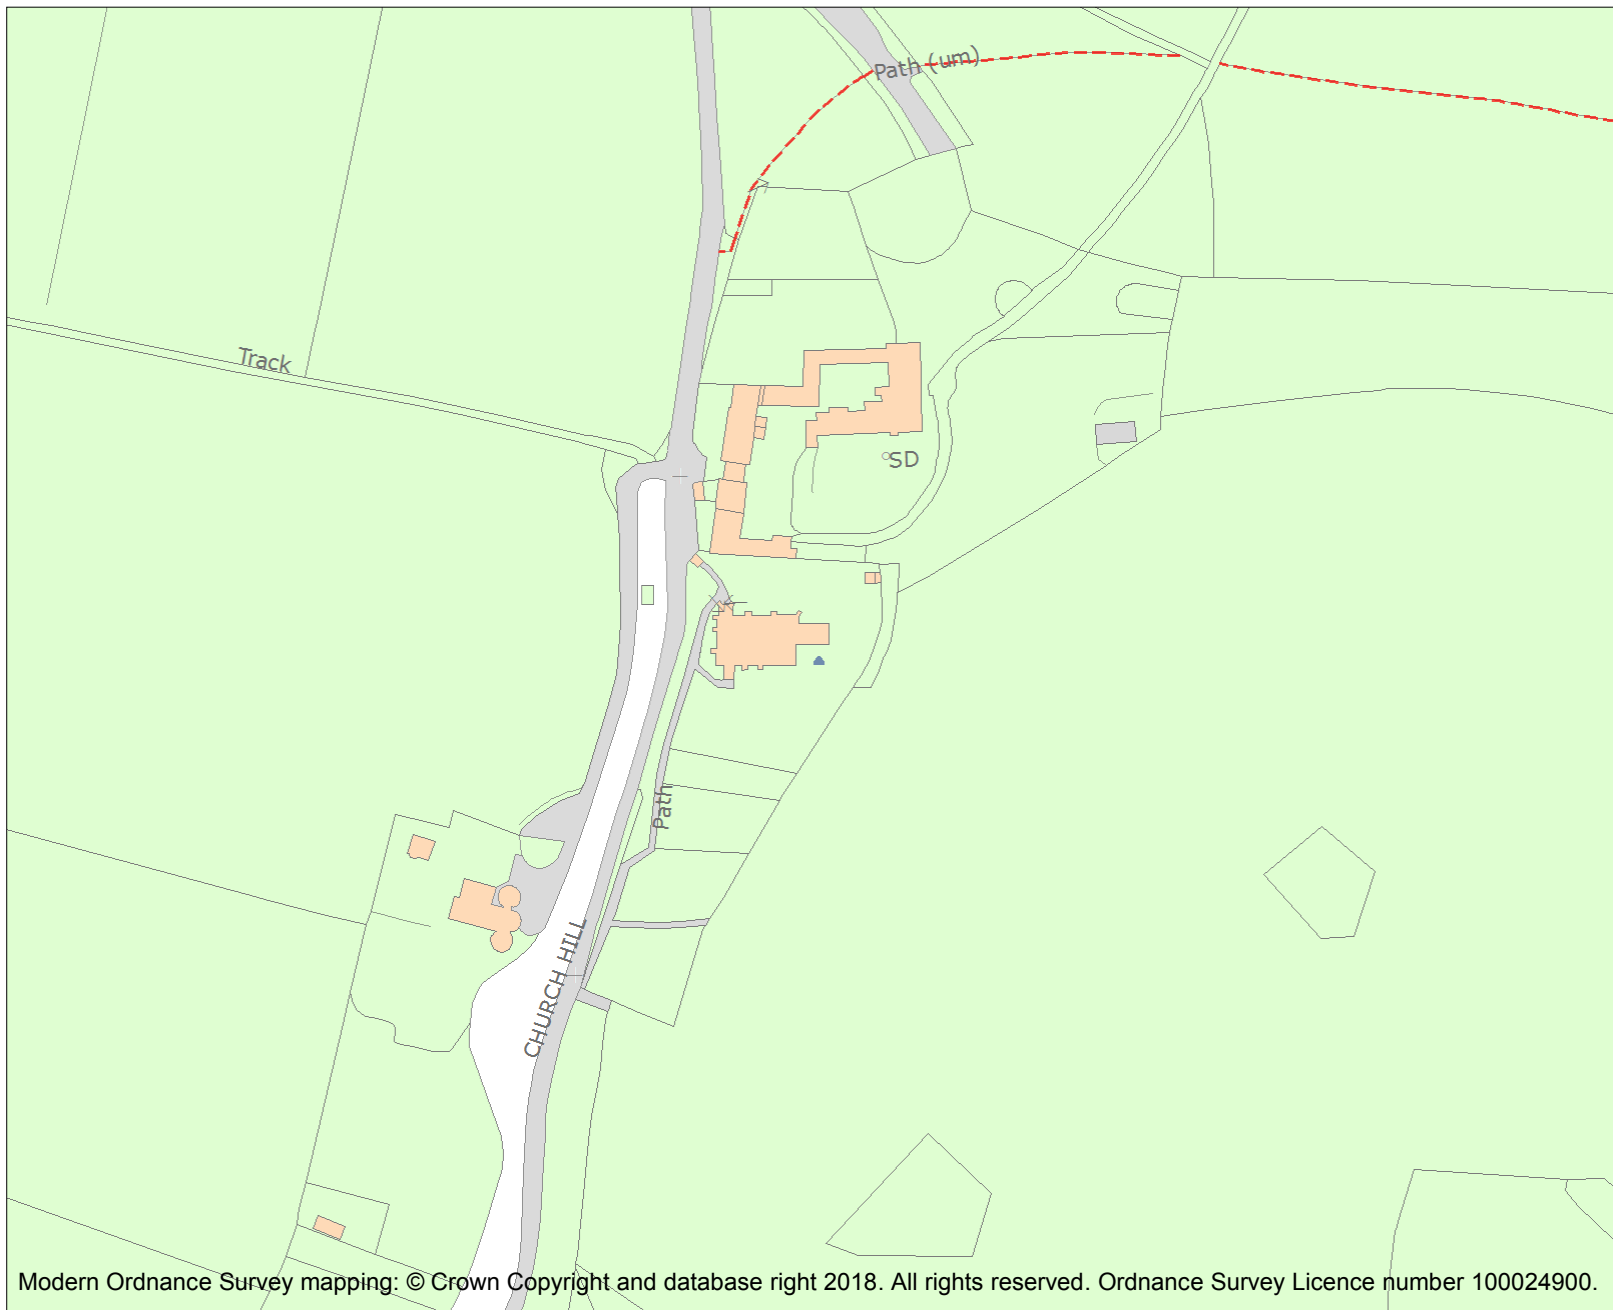 Path (um)
Track
SD
Path
CHURCH HILL
Modern Ordnance Survey mapping: © Crown Copyright and database right 2018. All rights reserved. Ordnance Survey Licence number 100024900.